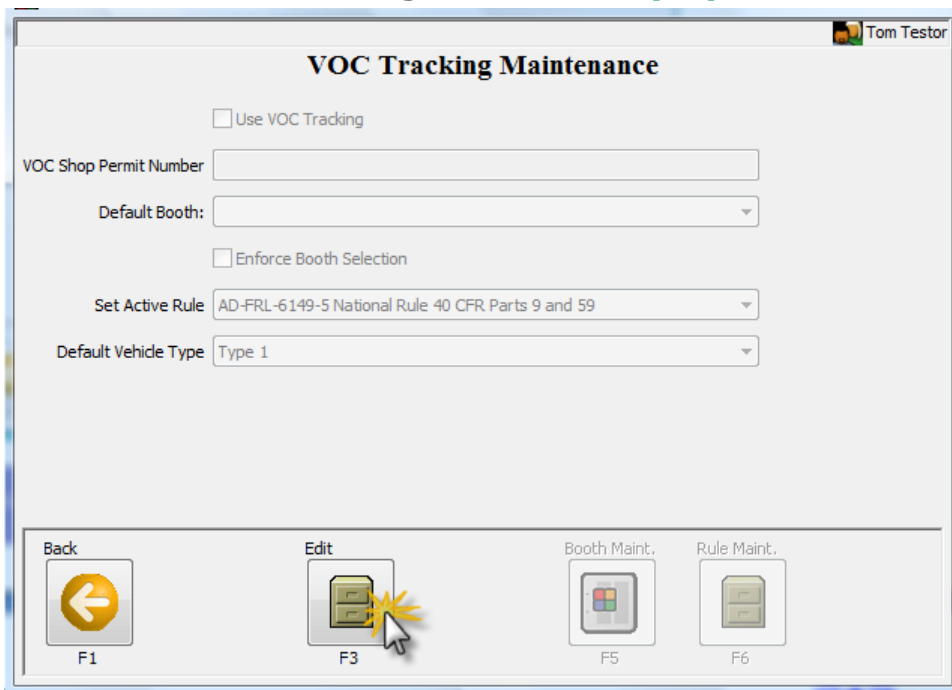 Tom Testor
VOC Tracking Maintenance
Use VOC Tracking
VOC Shop Permit Number
Default Booth:
Enforce Booth Selection
Set Active Rule AD-FRL-6149-5 National Rule 40 CFR Parts 9 and 59
Default Vehicle Type Type 1
Back Edit Booth Maint. Rule Maint.
F1 F3 F5 F6